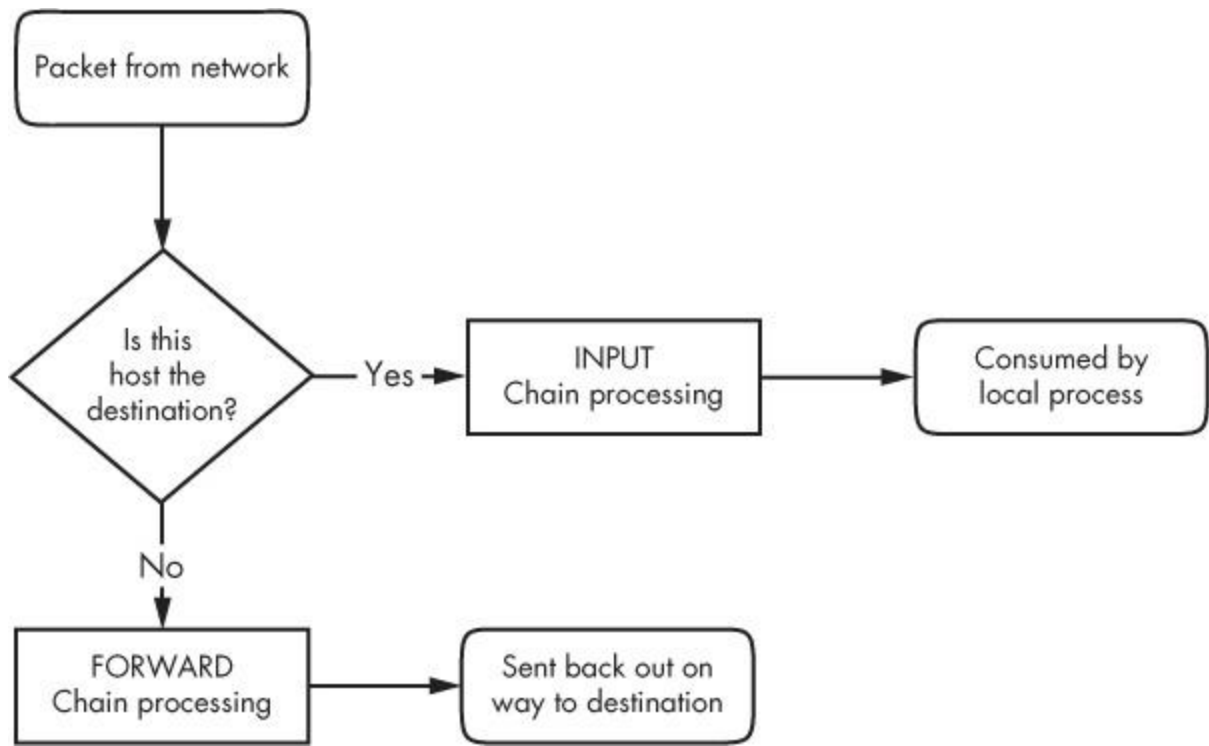 Packet from network
Is this
host the
destination?
Yes
INPUT
Chain processing
Consumed by
local process
No
FORWARD
Chain processing
Sent back out on
way to destination